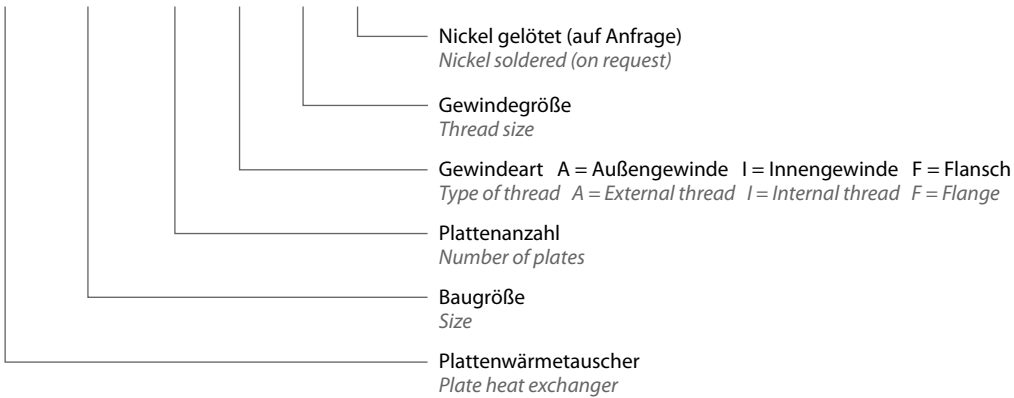 Nickel gelötet (auf Anfrage)
Nickel soldered (on request)
Gewindegröße
Thread size
Gewindeart A = Außengewinde I = Innengewinde F = Flansch
Type of thread A = External thread I = Internal thread F = Flange
Plattenanzahl
Number of plates
Baugröße
Size
Plattenwärmetauscher
Plate heat exchanger